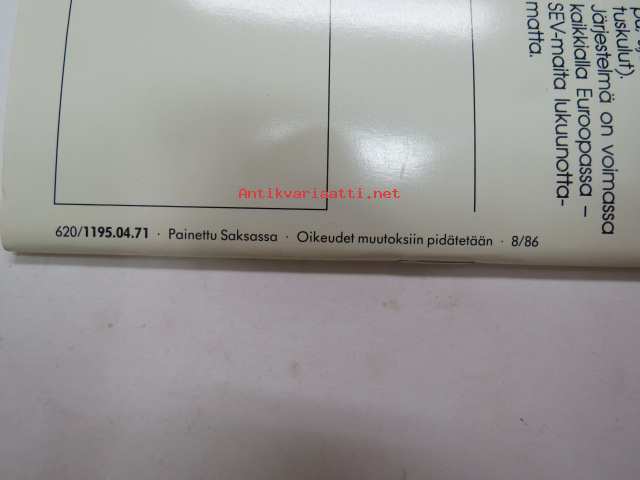 tuskulut).
Järjestelmä on voimassa
kaikkialla Euroopassa –
SEV-maita lukuunotta-
matta.
Antikvariaatti.net
620/1195.04.71 · Painettu Saksassa · Oikeudet muutoksiin pidätetään · 8/86